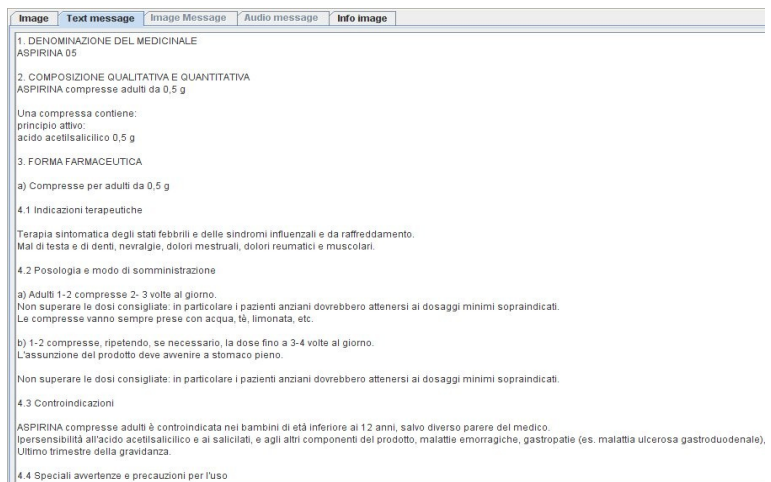 Image Text message Image Message Audio message Info image
1. DENOMINAZIONE DEL MEDICINALE
ASPIRINA 05
2. COMPOSIZIONE QUALITATIVA E QUANTITATIVA
ASPIRINA compresse adulti da 0,5 g
Una compressa contiene:
principio attivo:
acido acetilsalicilico 0,5 g
3. FORMA FARMACEUTICA
a) Compresse per adulti da 0,5 g
4.1 Indicazioni terapeutiche
Terapia sintomatica degli stati febbrili e delle sindromi influenzali e da raffreddamento.
Mal di testa e di denti, nevralgie, dolori mestruali, dolori reumatici e muscolari.
4.2 Posologia e modo di somministrazione
a) Adulti 1-2 compresse 2- 3 volte al giorno.
Non superare le dosi consigliate: in particolare i pazienti anziani dovrebbero attenersi ai dosaggi minimi sopraindicati.
Le compresse vanno sempre prese con acqua, tè, limonata, etc.
b) 1-2 compresse, ripetendo, se necessario, la dose fino a 3-4 volte al giorno.
L'assunzione del prodotto deve avvenire a stomaco pieno.
Non superare le dosi consigliate: in particolare i pazienti anziani dovrebbero attenersi ai dosaggi minimi sopraindicati.
4.3 Controindicazioni
ASPIRINA compresse adulti è controindicata nei bambini di età inferiore ai 12 anni, salvo diverso parere del medico.
Ipersensibilità all'acido acetilsalicilico e ai salicilati, e agli altri componenti del prodotto, malattie emorragiche, gastropatie (es. malattia ulcerosa gastroduodenale),
Ultimo trimestre della gravidanza.
4.4 Speciali avvertenze e precauzioni per l'uso